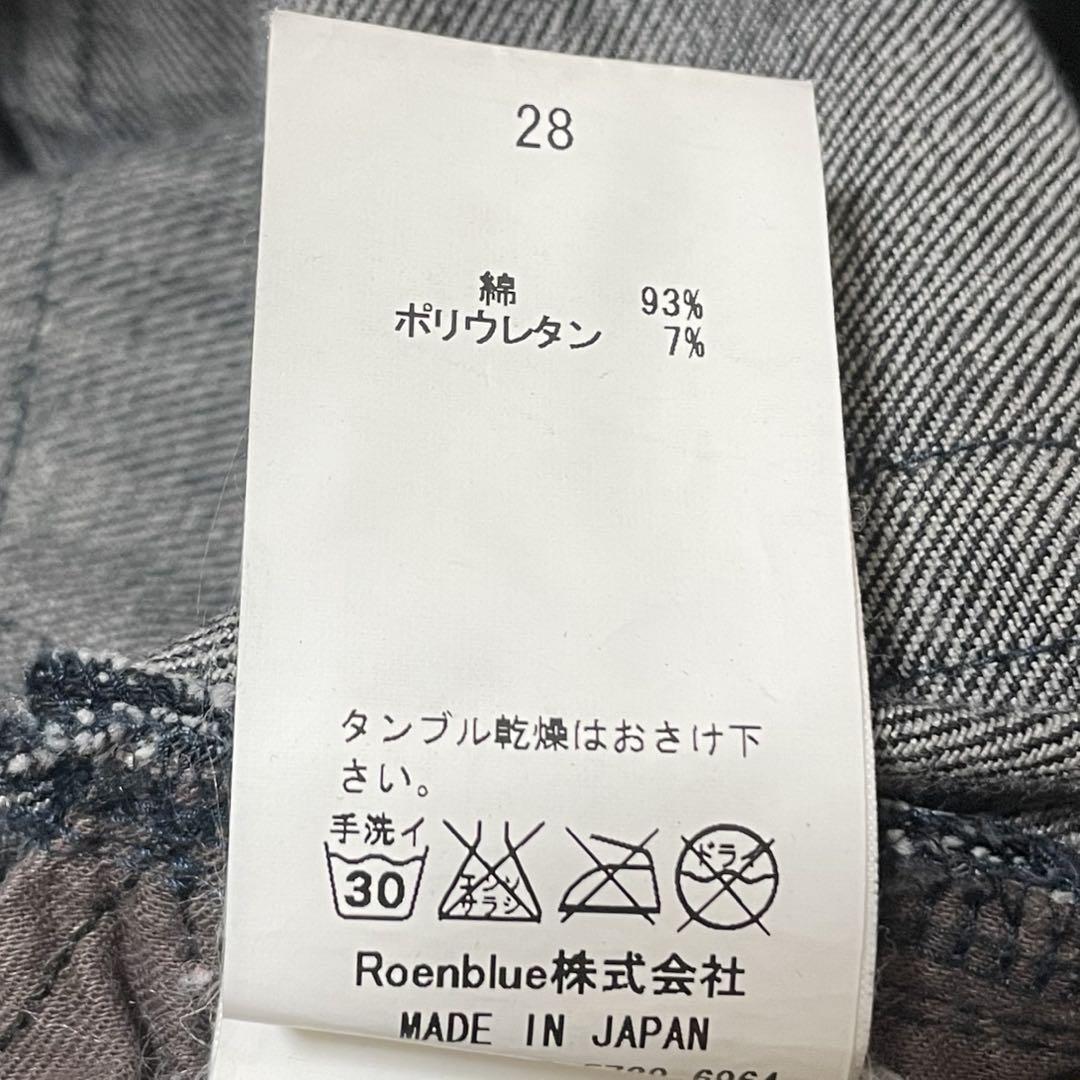 28
綿 93%
ポリウレタン 7%
タンブル乾燥はおさけ下
さい。
手洗イ
30
エンソ
サラシ
ドライ
Roenblue株式会社
MADE IN JAPAN